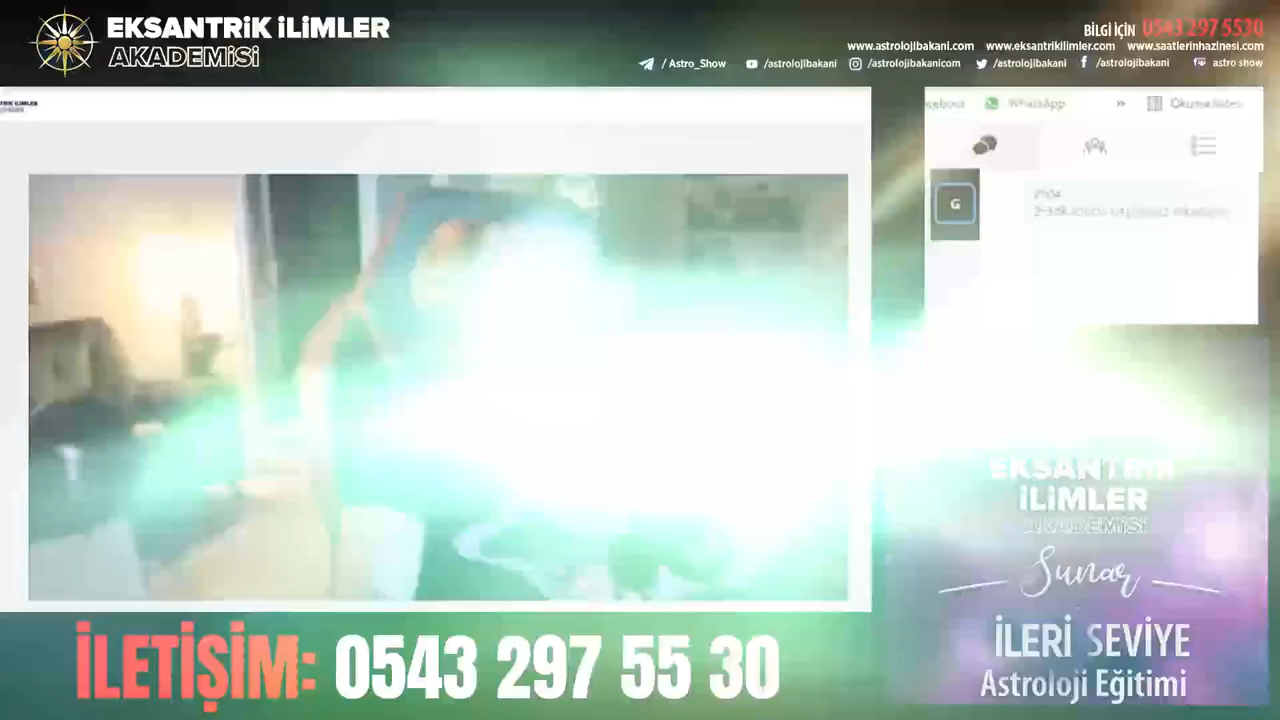 EKSANTRİK İLİMLER
AKADEMİSİ
BİLGİ İÇİN 0543 297 5530
www.astrolojibakani.com www.eksantrikilimler.com www.saatlerinhazinesi.com
/ Astro_Show /astrolojibakani /astrolojibakanicom /astrolojibakani /astrolojibakani astro show
WhatsApp »
G
EKSANTRİK
İLİMLER
AKADEMİSİ
Sunar
İLERİ SEVİYE
Astroloji Eğitimi
İLETİŞİM: 0543 297 55 30